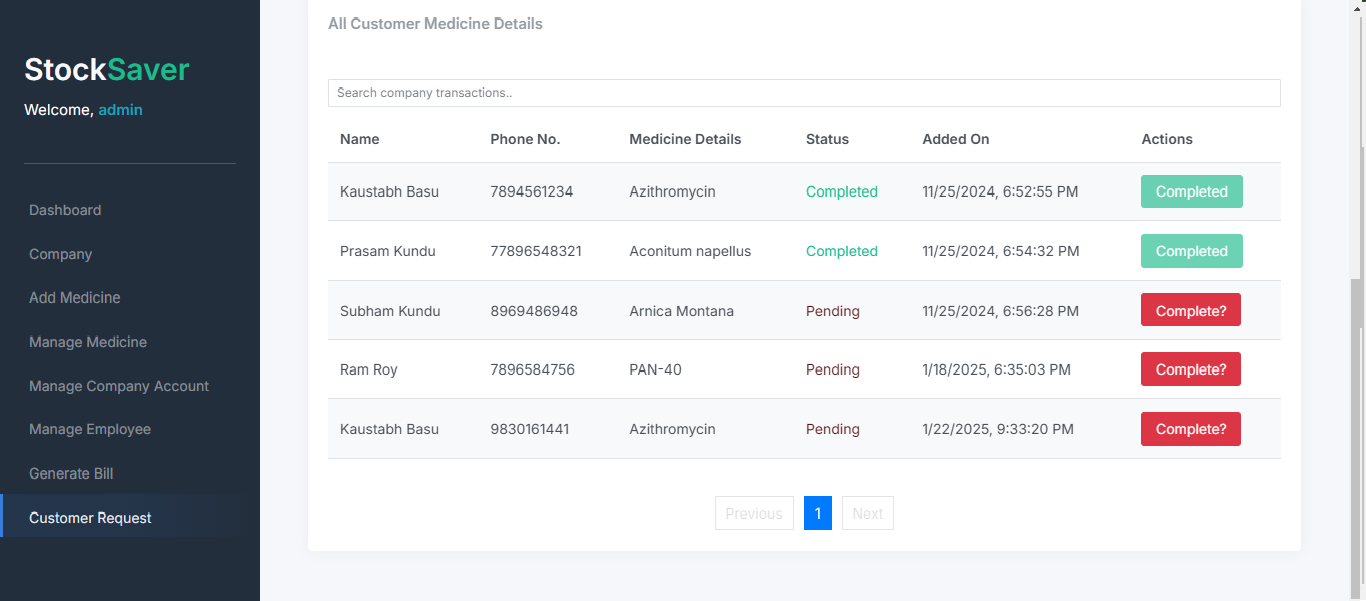 StockSaver
Welcome, admin
Dashboard
Company
Add Medicine
Manage Medicine
Manage Company Account
Manage Employee
Generate Bill
Customer Request
All Customer Medicine Details
Search company transactions..
Name Phone No. Medicine Details Status Added On Actions
Kaustabh Basu 7894561234 Azithromycin Completed 11/25/2024, 6:52:55 PM Completed
Prasam Kundu 77896548321 Aconitum napellus Completed 11/25/2024, 6:54:32 PM Completed
Subham Kundu 8969486948 Arnica Montana Pending 11/25/2024, 6:56:28 PM Complete?
Ram Roy 7896584756 PAN-40 Pending 1/18/2025, 6:35:03 PM Complete?
Kaustabh Basu 9830161441 Azithromycin Pending 1/22/2025, 9:33:20 PM Complete?
Previous 1 Next